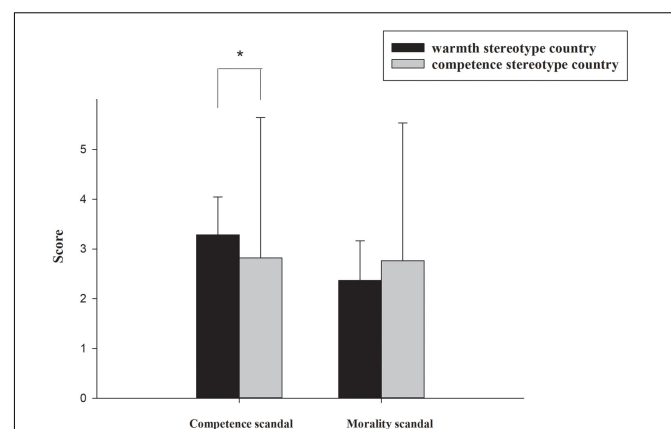 *
warmth stereotype country
competence stereotype country
5
4
3
2
1
0
Score
Competence scandal
Morality scandal